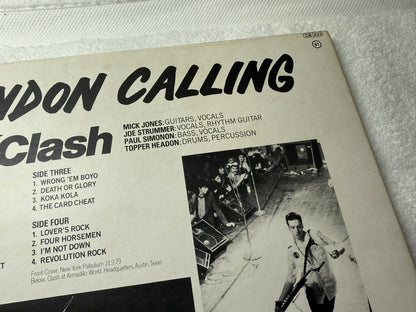 NDON CALLING
Clash
MICK JONES: GUITARS, VOCALS
JOE STRUMMER: VOCALS, RHYTHM GUITAR
PAUL SIMONON: BASS, VOCALS
TOPPER HEADON: DRUMS, PERCUSSION
SIDE THREE
1. WRONG 'EM BOYO
2. DEATH OR GLORY
3. KOKA KOLA
4. THE CARD CHEAT
SIDE FOUR
1. LOVER'S ROCK
2. FOUR HORSEMEN
3. I'M NOT DOWN
4. REVOLUTION ROCK
ET
Front Cover: New York Palladium 21.9.79
Below: Clash at Armadillo World Headquarters, Austin, Texas.